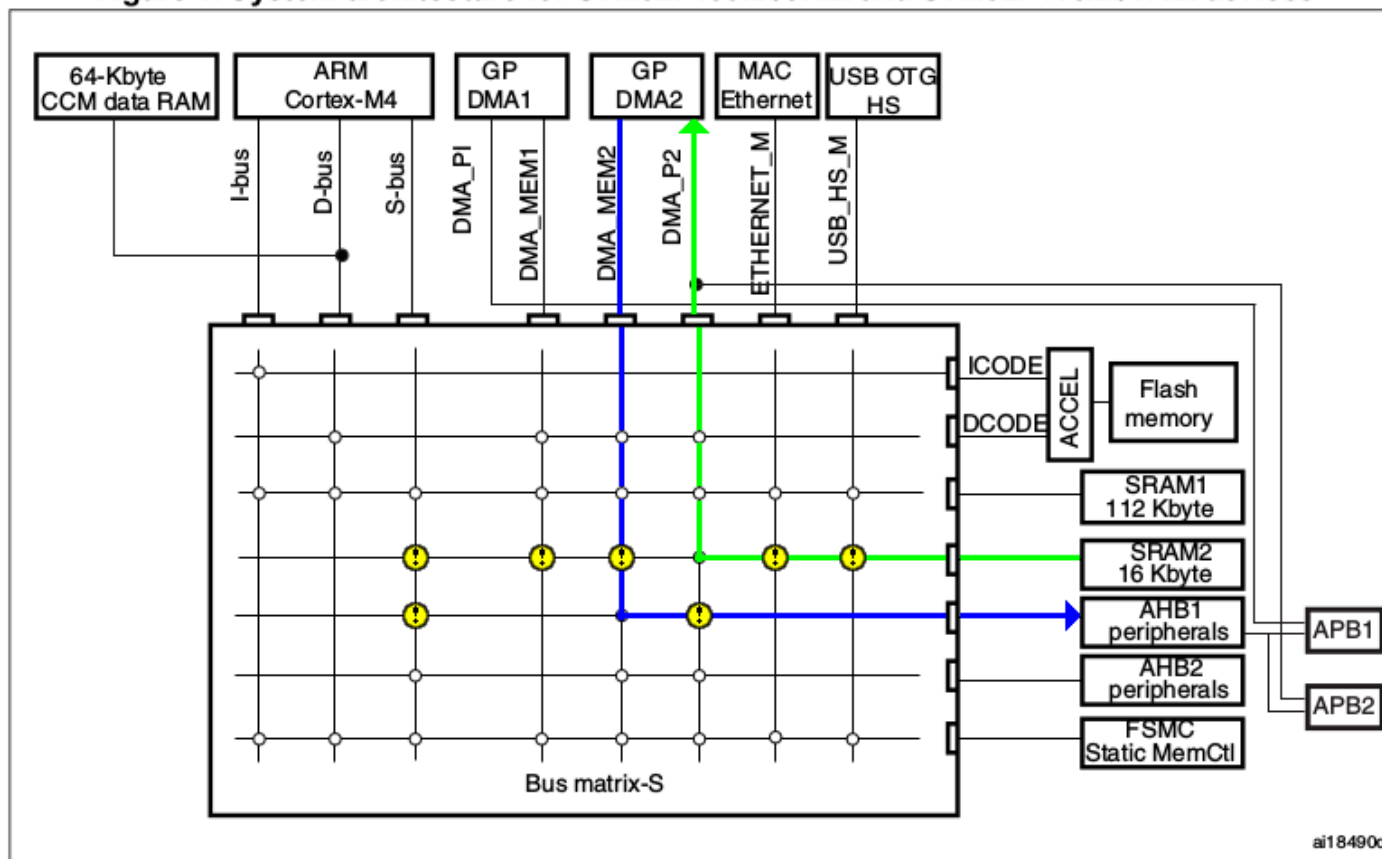 64-Kbyte
CCM data RAM
ARM
Cortex-M4
GP
DMA1
GP
DMA2
MAC
Ethernet
USB OTG
HS
I-bus
D-bus
S-bus
DMA_PI
DMA_MEM1
DMA_MEM2
DMA_P2
ETHERNET_M
USB_HS_M
ICODE
DCODE
ACCEL
Flash
memory
SRAM1
112 Kbyte
SRAM2
16 Kbyte
AHB1
peripherals
AHB2
peripherals
FSMC
Static MemCtl
APB1
APB2
Bus matrix-S
ai18490c